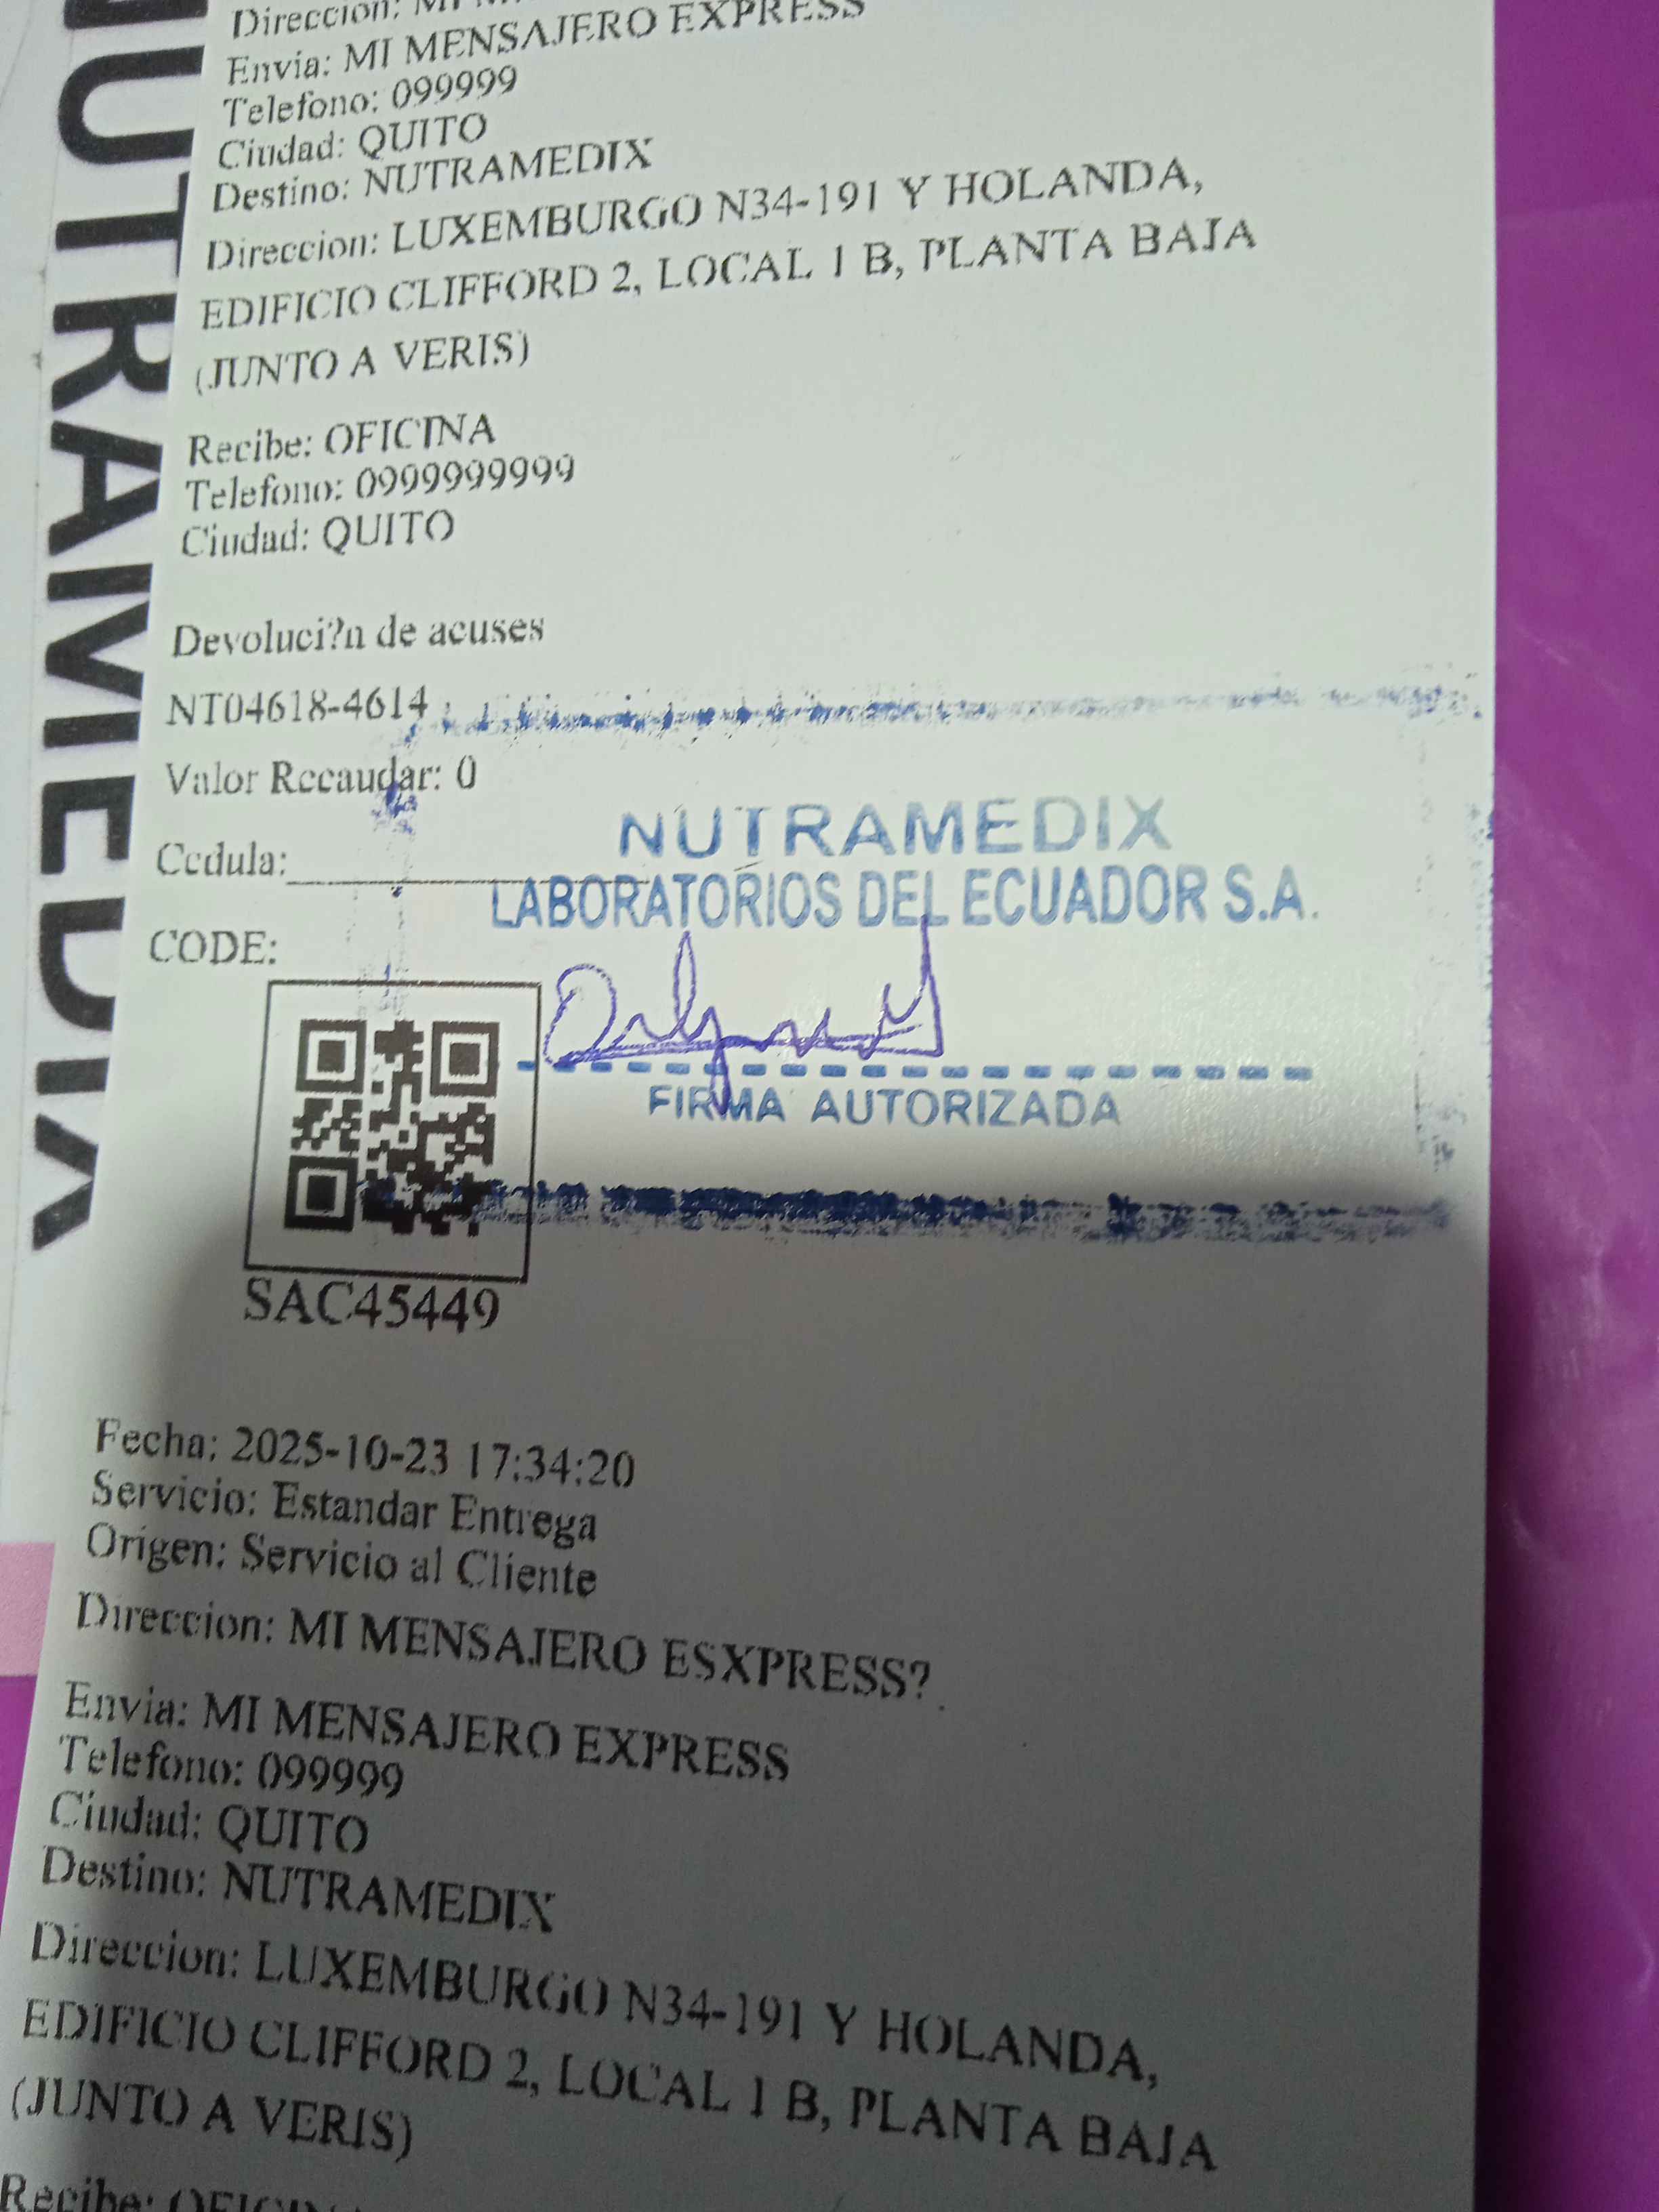 NUTRAMEDIX
Direccion: MI
Envia: MI MENSAJERO EXPRESS
Telefono: 099999
Ciudad: QUITO
Destino: NUTRAMEDIX
Direccion: LUXEMBURGO N34-191 Y HOLANDA,
EDIFICIO CLIFFORD 2, LOCAL 1 B, PLANTA BAJA
(JUNTO A VERIS)
Recibe: OFICINA
Telefono: 0999999999
Ciudad: QUITO
Devoluci?n de acuses
NT04618-4614
Valor Recaudar: 0
Cedula:
NUTRAMEDIX
LABORATORIOS DEL ECUADOR S.A.
CODE:
FIRMA AUTORIZADA
SAC45449
Fecha: 2025-10-23 17:34:20
Servicio: Estandar Entrega
Origen: Servicio al Cliente
Direccion: MI MENSAJERO ESXPRESS?
Envia: MI MENSAJERO EXPRESS
Telefono: 099999
Ciudad: QUITO
Destino: NUTRAMEDIX
Direccion: LUXEMBURGO N34-191 Y HOLANDA,
EDIFICIO CLIFFORD 2, LOCAL 1 B, PLANTA BAJA
(JUNTO A VERIS)
Recibe: OFICINA